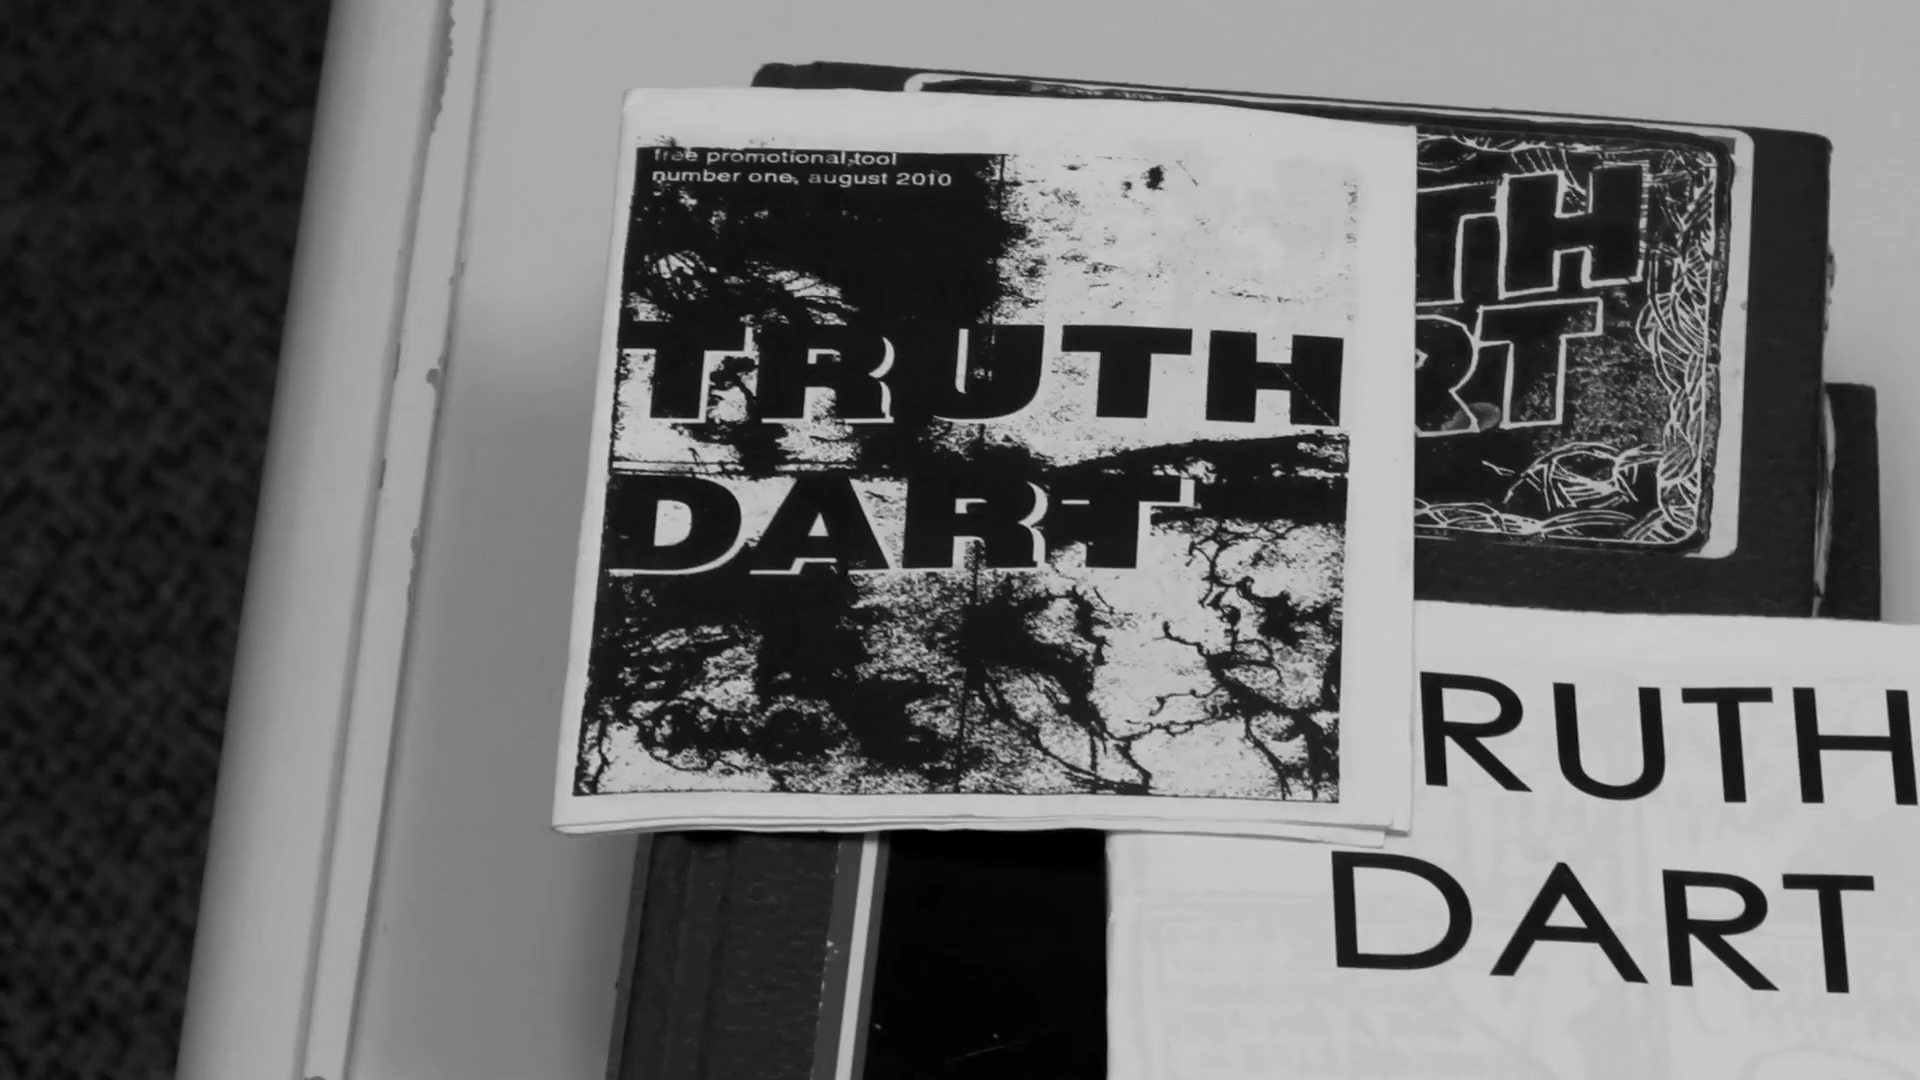 free promotional tool
number one, august 2010
TRUTH
DART
TH
RT
RUTH
DART